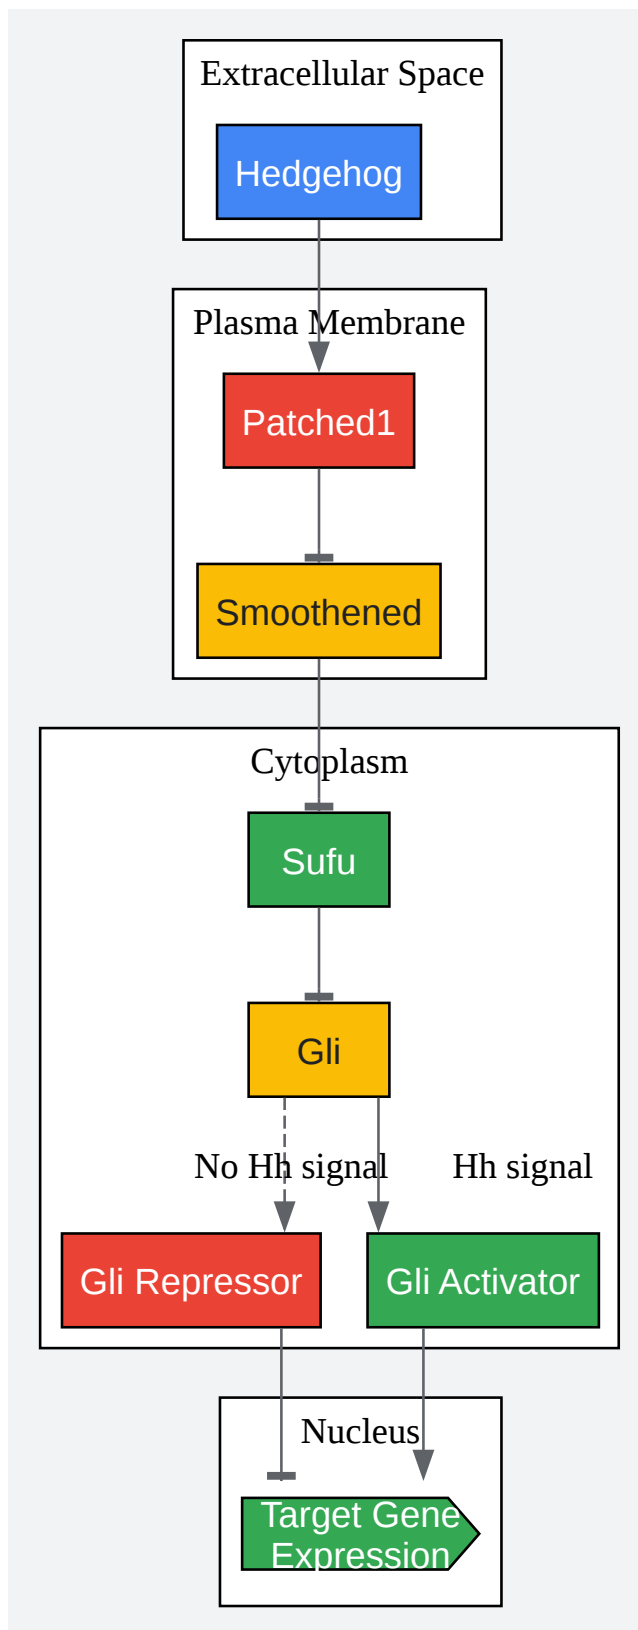 Extracellular Space
Hedgehog
Plasma Membrane
Patched1
Smoothened
Cytoplasm
Sufu
Gli
No Hh signal
Hh signal
Gli Repressor
Gli Activator
Nucleus
Target Gene
Expression